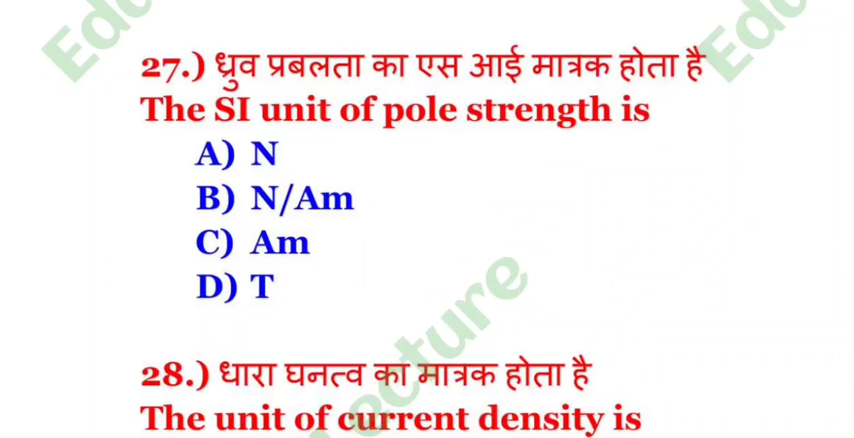 27.) ध्रुव प्रबलता का एस आई मात्रक होता है
The SI unit of pole strength is
A) N
B) N/Am
C) Am
D) T
28.) धारा घनत्व का मात्रक होता है
The unit of current density is